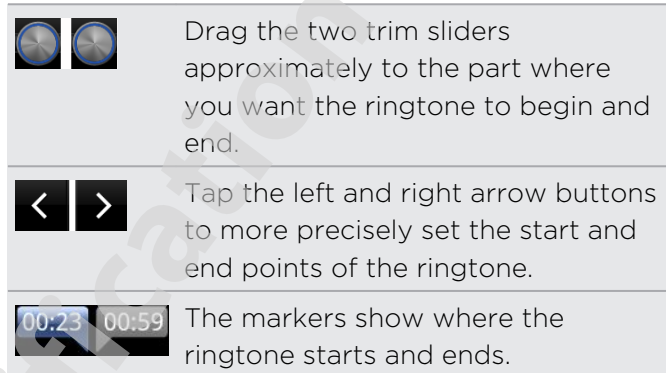 Drag the two trim sliders
approximately to the part where
you want the ringtone to begin and
end.
Tap the left and right arrow buttons
to more precisely set the start and
end points of the ringtone.
00:23 00:59 The markers show where the
ringtone starts and ends.